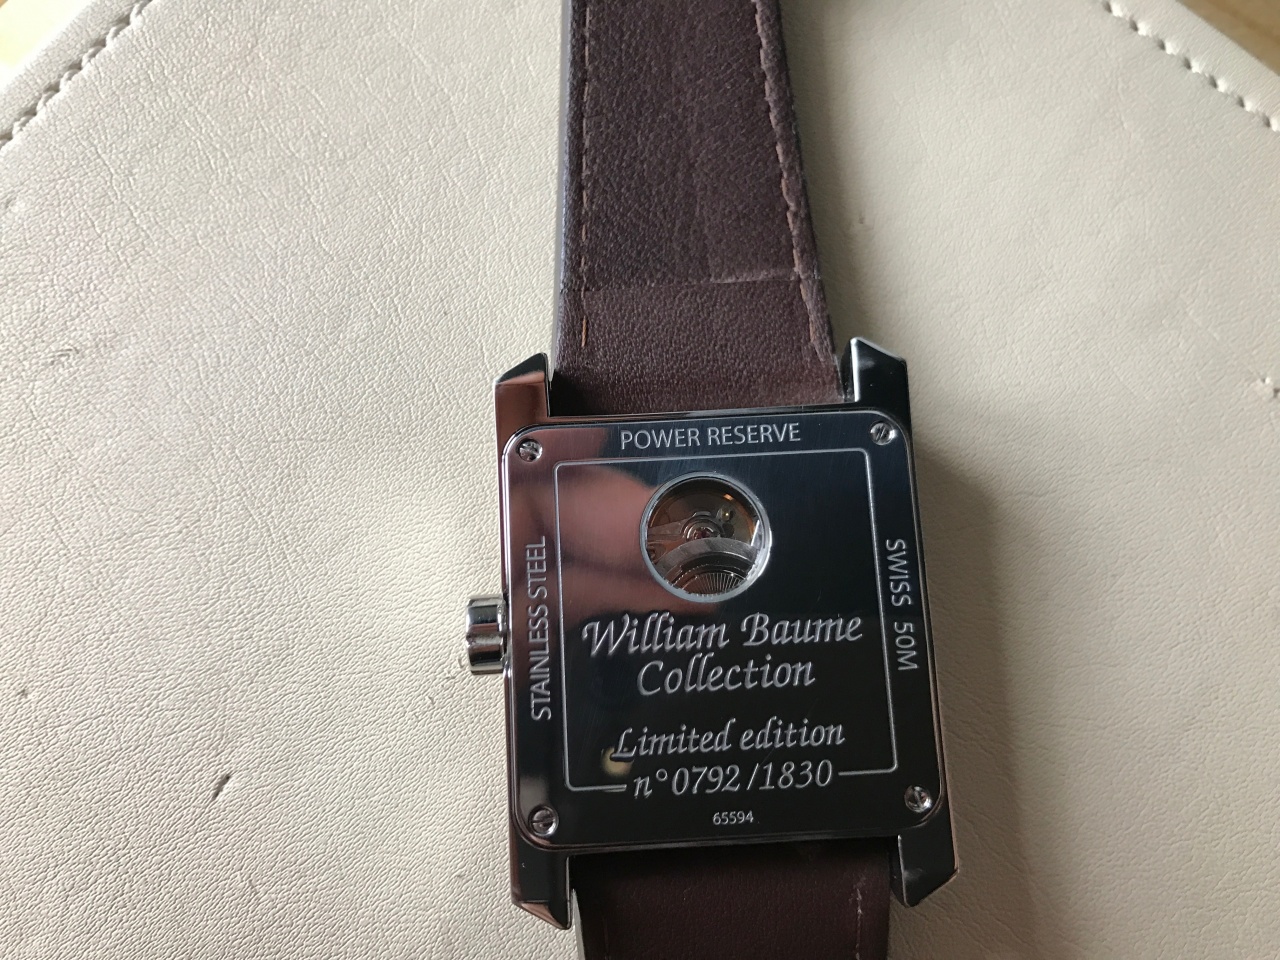 POWER RESERVE
STAINLESS STEEL
SWISS 50M
William Baume
Collection
Limited edition
n°0792/1830
65594